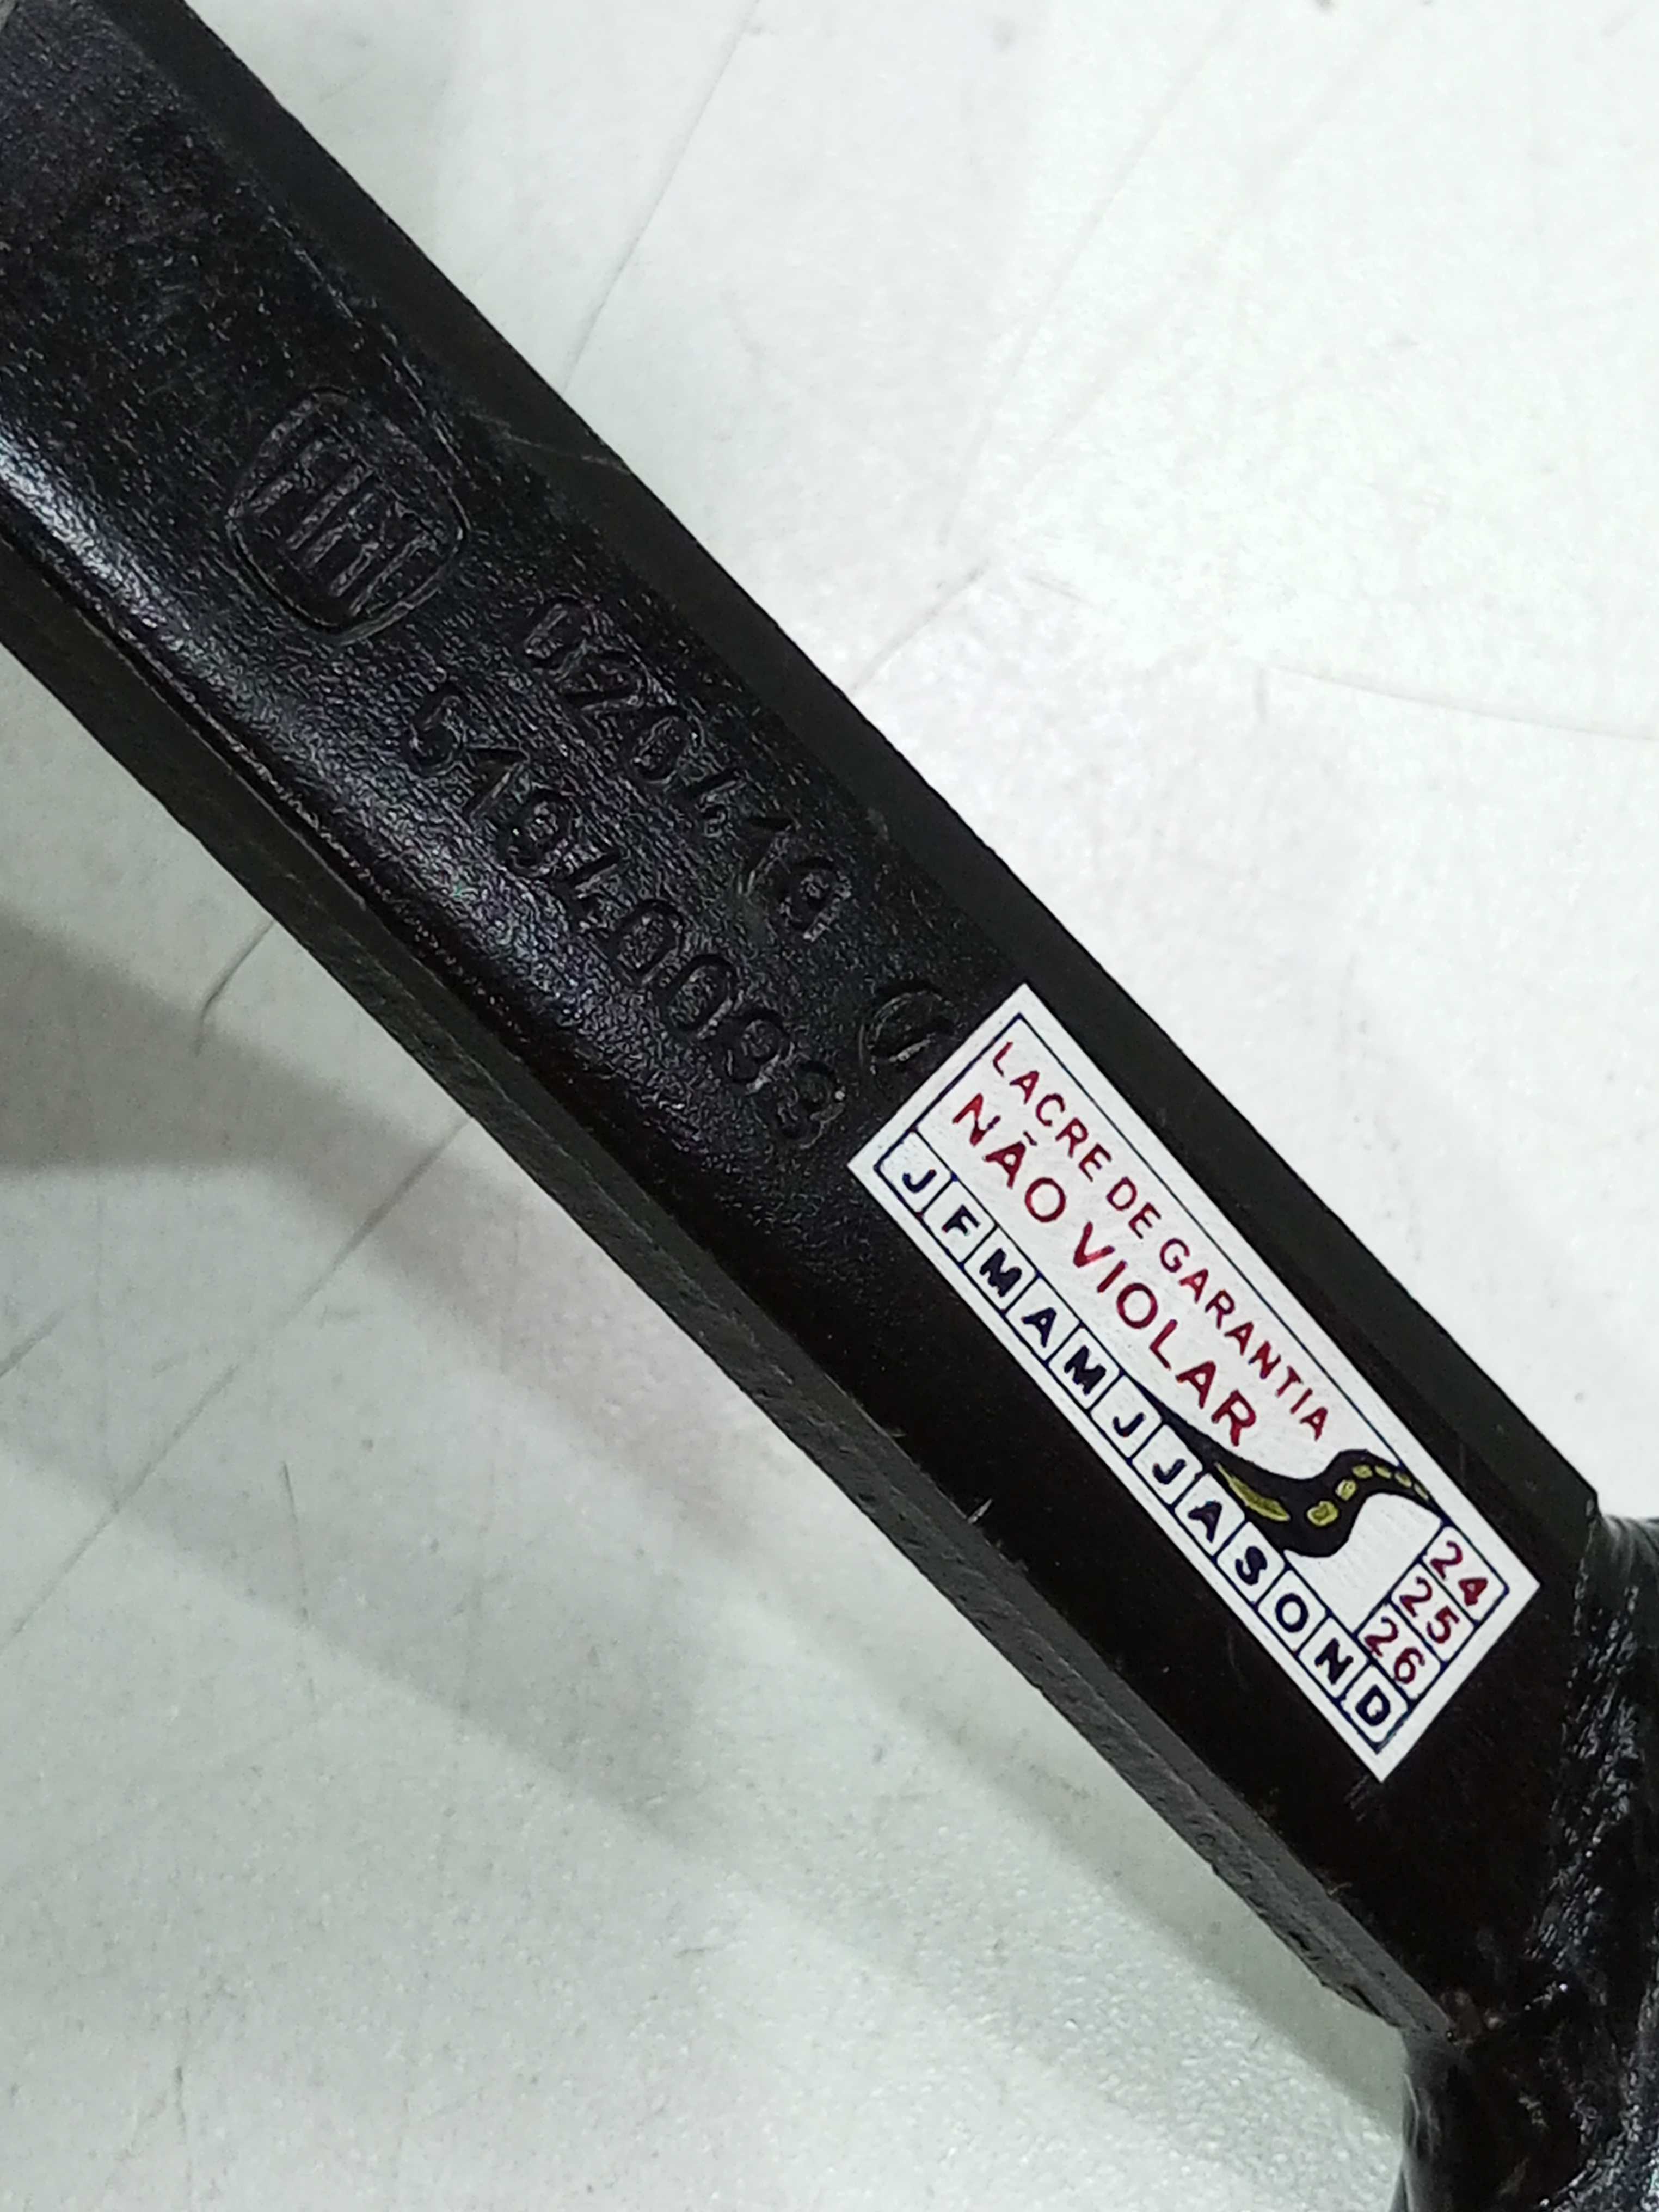 FIAT
LACRE DE GARANTIA
NÃO VIOLAR
J F M A M J J A S O N D
24
25
26